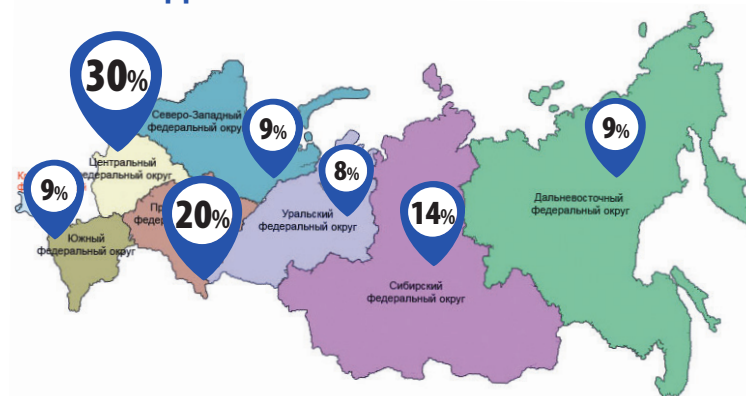 30%
Северо-Западный
федеральный округ
9%
9%
Центральный
федеральный округ
8%
9%
20%
14%
Уральский
федеральный округ
Дальневосточный
федеральный округ
Южный
федеральный округ
Сибирский
федеральный округ